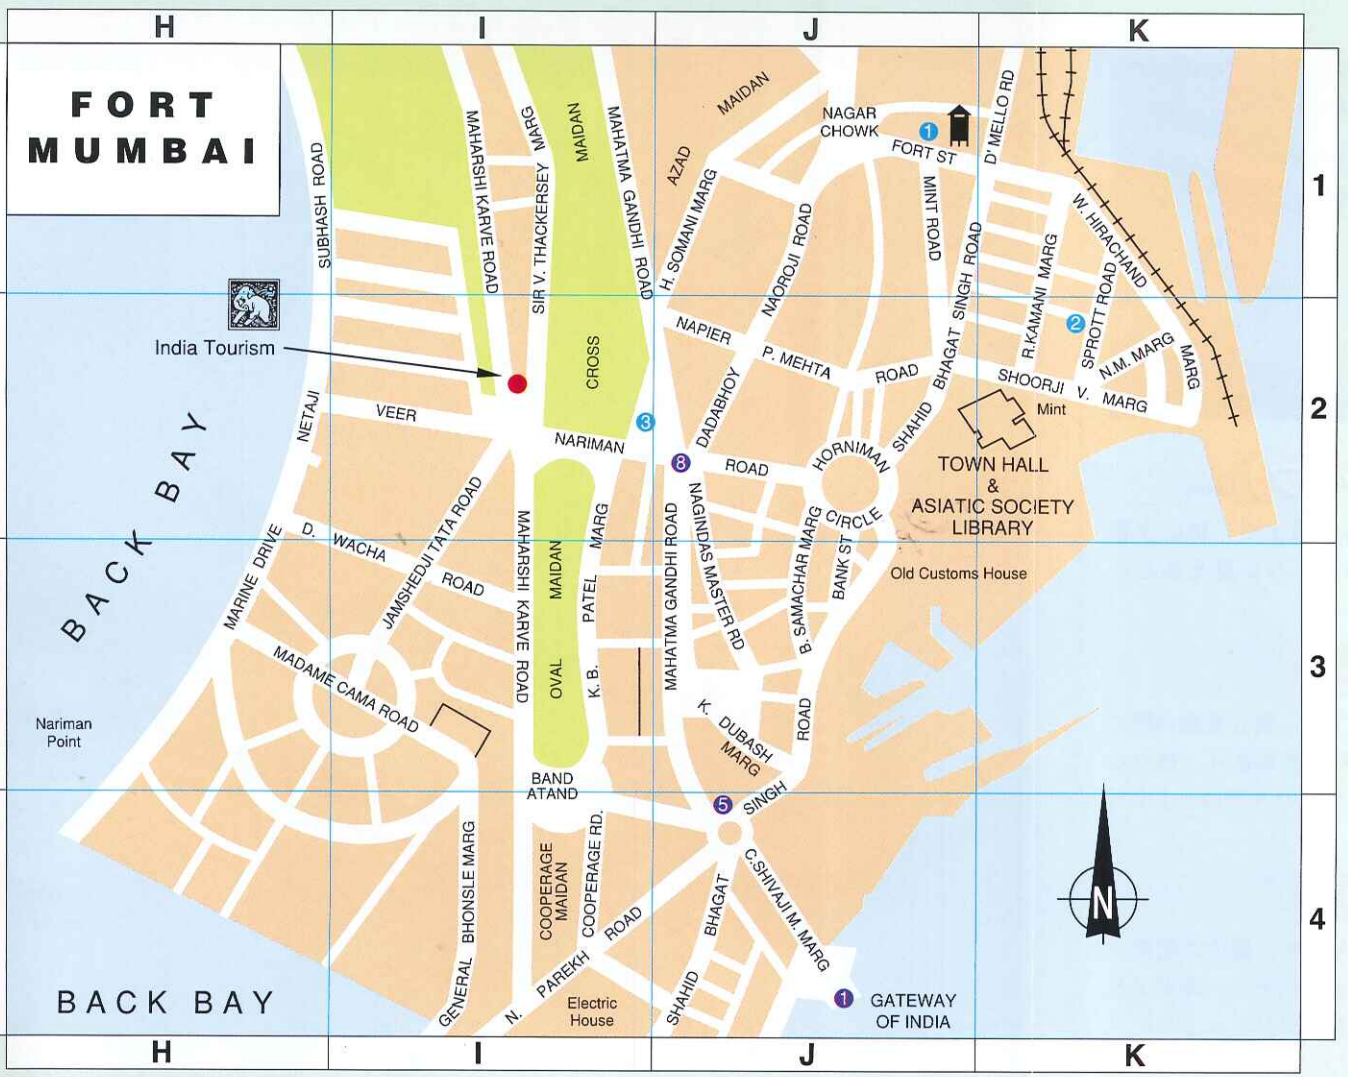 H
I
J
K
FORT
MUMBAI
1
SUBHASH ROAD
MAHARSHI KARVE ROAD
SIR V. THACKERSEY MARG
MAIDAN
MAHATMA GANDHI ROAD
AZAD
MAIDAN
NAGAR
CHOWK
1
FORT ST
D' MELLO RD
H. SOMANI MARG
NAOROJI ROAD
MINT ROAD
W. HIRACHAND
India Tourism
NETAJI
VEER
CROSS
3
NARIMAN
8
ROAD
NAPIER
P. MEHTA
ROAD
DADABHOY
SHAHID BHAGAT SINGH ROAD
R.KAMANI MARG
2
SPROTT ROAD
N.M. MARG
MARG
SHOORJI V. MARG
Mint
2
HORNIMAN
CIRCLE
TOWN HALL
&
ASIATIC SOCIETY
LIBRARY
BACK BAY
MARINE DRIVE
D. WACHA ROAD
JAMSHEDJI TATA ROAD
MAHARSHI KARVE ROAD
OVAL MAIDAN
K. B. PATEL MARG
MAHATMA GANDHI ROAD
NAGINDAS MASTER RD
B. SAMACHAR MARG
BANK ST
Old Customs House
3
MADAME CAMA ROAD
Nariman
Point
K. DUBASH
MARG
ROAD
BAND
ATAND
5
SINGH
GENERAL BHONSLE MARG
COOPERAGE
MAIDAN
COOPERAGE RD.
N. PAREKH ROAD
SHAHID BHAGAT
C.SHIVAJI M. MARG
N
4
BACK BAY
Electric
House
1
GATEWAY
OF INDIA
H
I
J
K